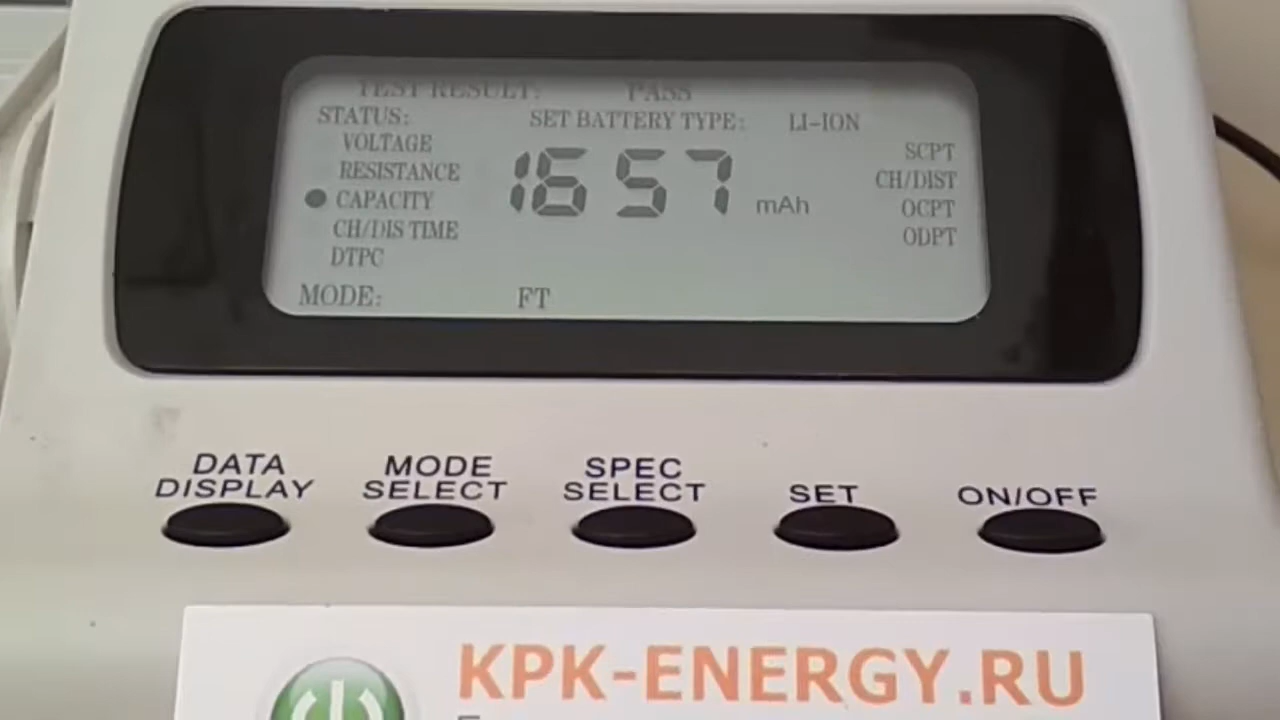 TEST RESULT: PASS
STATUS: SET BATTERY TYPE: LI-ION
VOLTAGE
RESISTANCE
CAPACITY
CH/DIS TIME
DTPC
1657 mAh
SCPT
CH/DIST
OCPT
ODPT
MODE: FT
DATA DISPLAY
MODE SELECT
SPEC SELECT
SET
ON/OFF
KPK-ENERGY.RU